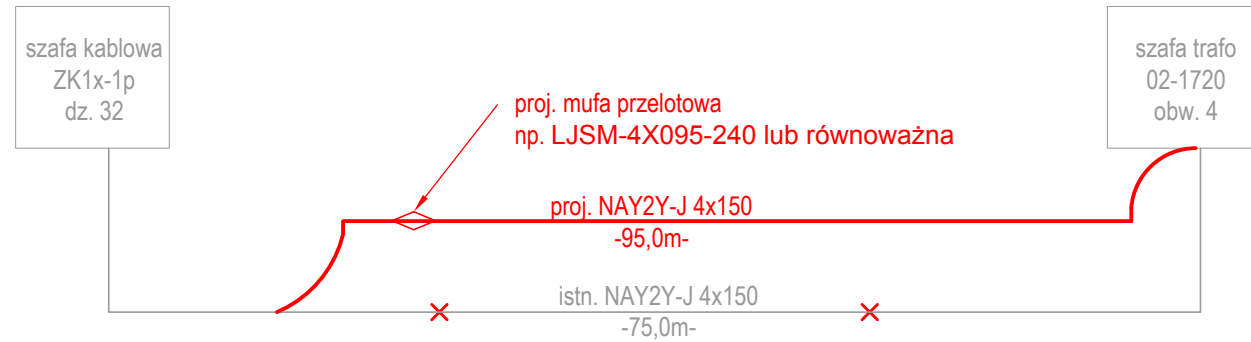 szafa kablowa
ZK1x-1p
dz. 32
szafa trafo
02-1720
obw. 4
proj. mufa przelotowa
np. LJSM-4X095-240 lub równoważna
proj. NAY2Y-J 4x150
-95,0m-
istn. NAY2Y-J 4x150
-75,0m-